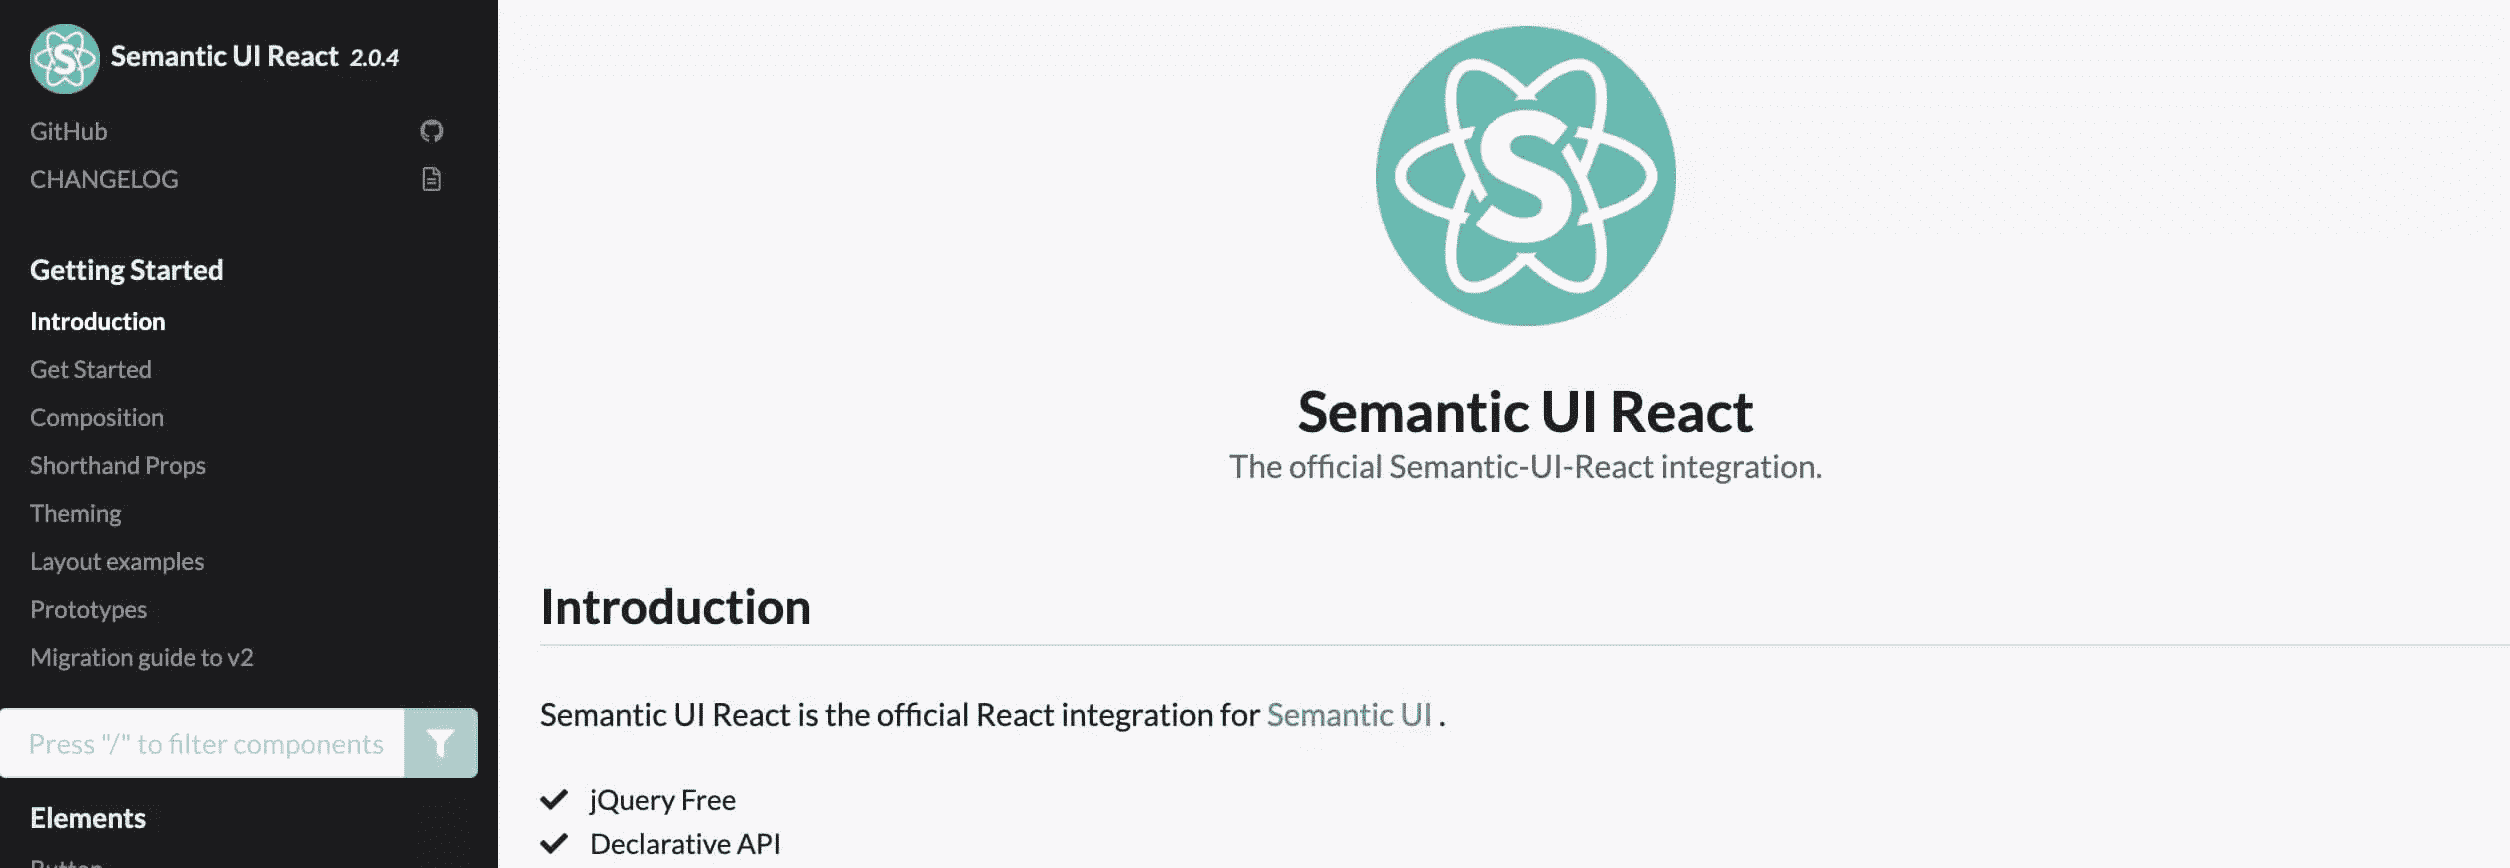 Semantic UI React 2.0.4
GitHub
CHANGELOG
Getting Started
Introduction
Get Started
Composition
Shorthand Props
Theming
Layout examples
Prototypes
Migration guide to v2
Press "/" to filter components
Elements
Button
S
Semantic UI React
The official Semantic-UI-React integration.
Introduction
Semantic UI React is the official React integration for Semantic UI .
jQuery Free
Declarative API